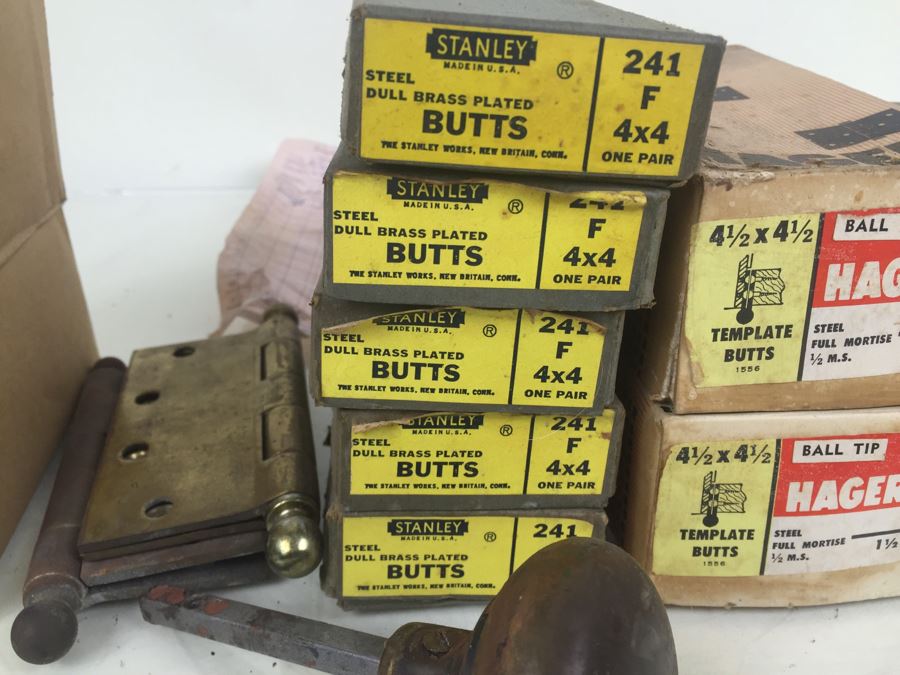 STANLEY
MADE IN U.S.A. ®
STEEL
DULL BRASS PLATED
BUTTS
THE STANLEY WORKS, NEW BRITAIN, CONN.
241
F
4x4
ONE PAIR
STANLEY
MADE IN U.S.A. ®
STEEL
DULL BRASS PLATED
BUTTS
THE STANLEY WORKS, NEW BRITAIN, CONN.
241
F
4x4
ONE PAIR
STANLEY
MADE IN U.S.A. ®
STEEL
DULL BRASS PLATED
BUTTS
THE STANLEY WORKS, NEW BRITAIN, CONN.
241
F
4x4
ONE PAIR
STANLEY
MADE IN U.S.A. ®
STEEL
DULL BRASS PLATED
BUTTS
THE STANLEY WORKS, NEW BRITAIN, CONN.
241
F
4x4
ONE PAIR
STANLEY
MADE IN U.S.A. ®
STEEL
DULL BRASS PLATED
BUTTS
THE STANLEY WORKS, NEW BRITAIN, CONN.
241
4½ x 4½
TEMPLATE
BUTTS
1556
BALL
HAG
STEEL
FULL MORTISE
½ M.S.
4½ x 4½
TEMPLATE
BUTTS
1556
BALL TIP
HAGER
STEEL
FULL MORTISE 1½
½ M.S.